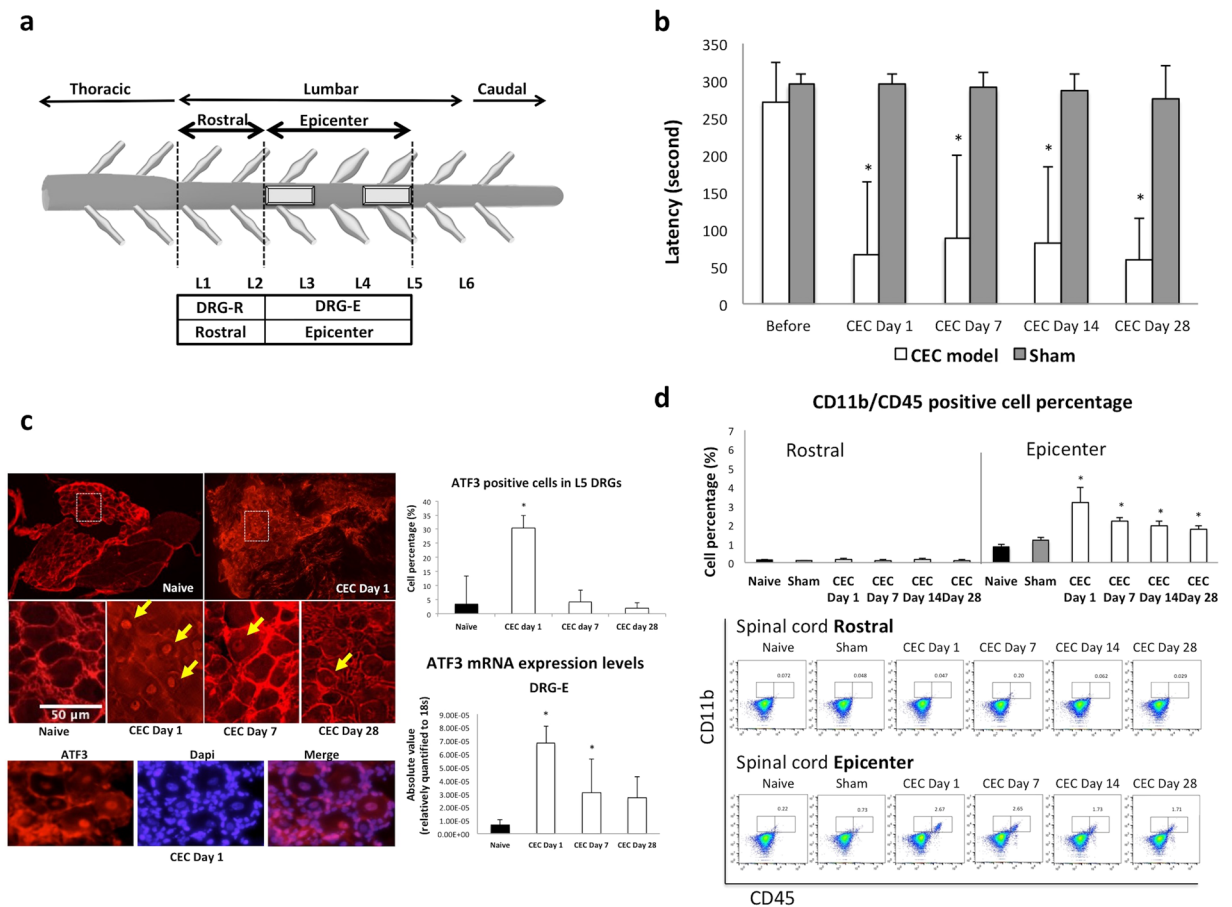 a
Thoracic Lumbar Caudal
Rostral Epicenter
L1 L2 L3 L4 L5 L6
DRG-R DRG-E
Rostral Epicenter
b
Latency (second)
350
300
250
200
150
100
50
0
* * * *
Before CEC Day 1 CEC Day 7 CEC Day 14 CEC Day 28
CEC model Sham
c
Naive CEC Day 1
50 μm
Naive CEC Day 1 CEC Day 7 CEC Day 28
ATF3 Dapi Merge
CEC Day 1
ATF3 positive cells in L5 DRGs
Cell percentage (%)
40
35
30
25
20
15
10
5
0
*
Naïve CEC day 1 CEC day 7 CEC day 28
ATF3 mRNA expression levels
DRG-E
Absolute value
(relatively quantified to 18s)
9.00E-05
8.00E-05
7.00E-05
6.00E-05
5.00E-05
4.00E-05
3.00E-05
2.00E-05
1.00E-05
0.00E+00
* *
Naive CEC Day 1 CEC Day 7 CEC Day 28
d
CD11b/CD45 positive cell percentage
Cell percentage (%)
7
6
5
4
3
2
1
0
Rostral Epicenter
* * * *
Naive Sham CEC CEC CEC CEC Naive Sham CEC CEC CEC CEC
Day 1 Day 7 Day 14 Day 28 1 Day 7 Day 14 Day 28
Spinal cord Rostral
Naive Sham CEC Day 1 CEC Day 7 CEC Day 14 CEC Day 28
0.072 0.048 0.047 0.20 0.062 0.029
CD11b
Spinal cord Epicenter
Naive Sham CEC Day 1 CEC Day 7 CEC Day 14 CEC Day 28
0.22 0.73 2.67 2.65 1.73 1.71
CD45